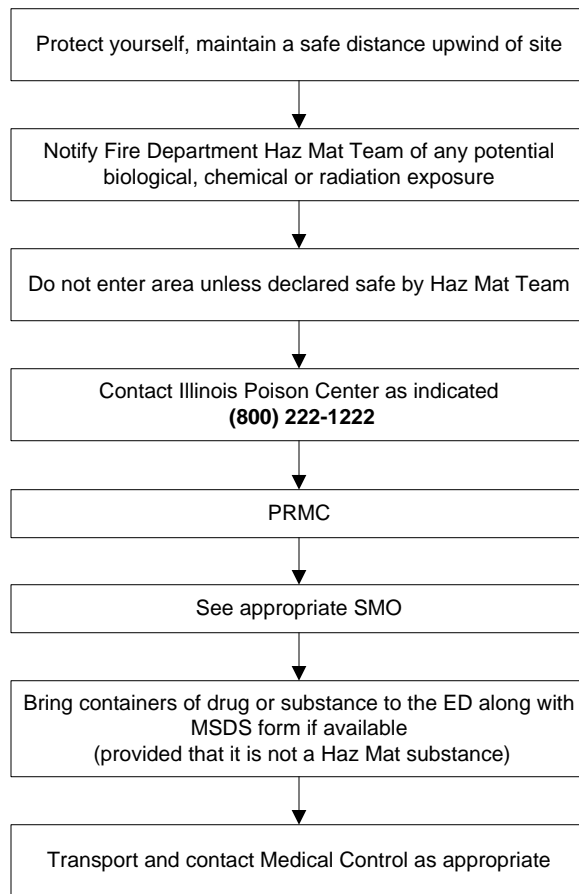 Protect yourself, maintain a safe distance upwind of site
Notify Fire Department Haz Mat Team of any potential
biological, chemical or radiation exposure
Do not enter area unless declared safe by Haz Mat Team
Contact Illinois Poison Center as indicated
(800) 222-1222
PRMC
See appropriate SMO
Bring containers of drug or substance to the ED along with
MSDS form if available
(provided that it is not a Haz Mat substance)
Transport and contact Medical Control as appropriate